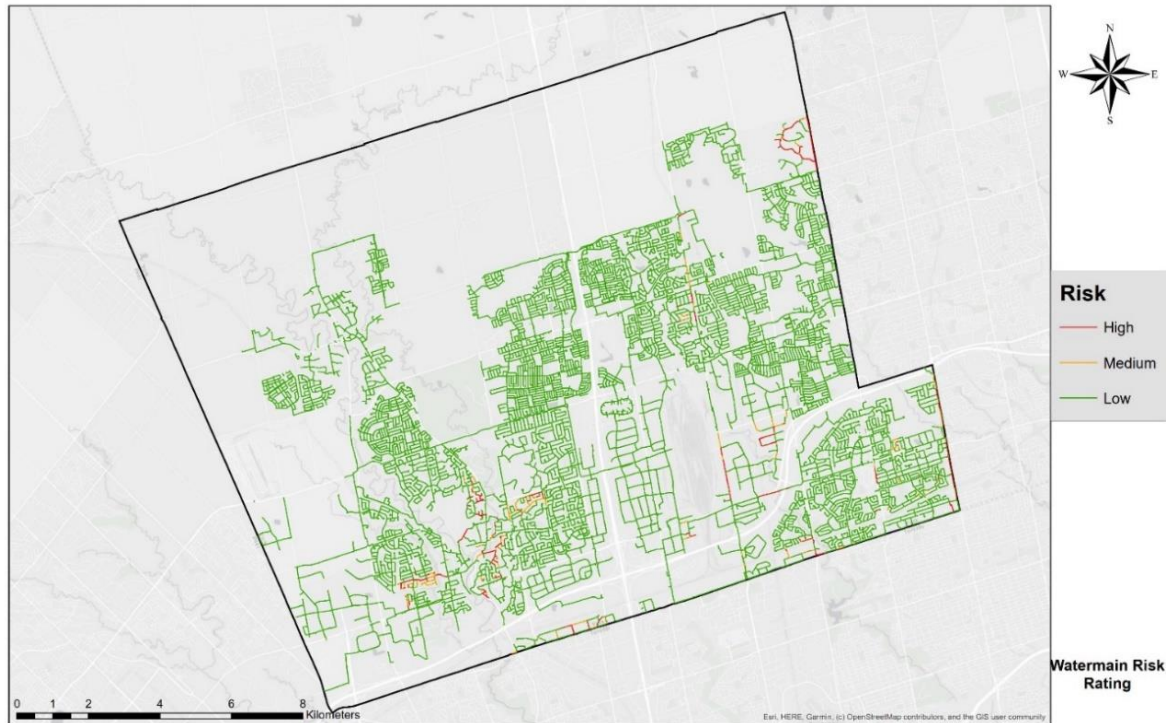 N
W E
S
Risk
High
Medium
Low
Watermain Risk
Rating
0 1 2 4 6 8
Kilometers
Esri, HERE, Garmin, (c) OpenStreetMap contributors, and the GIS user community